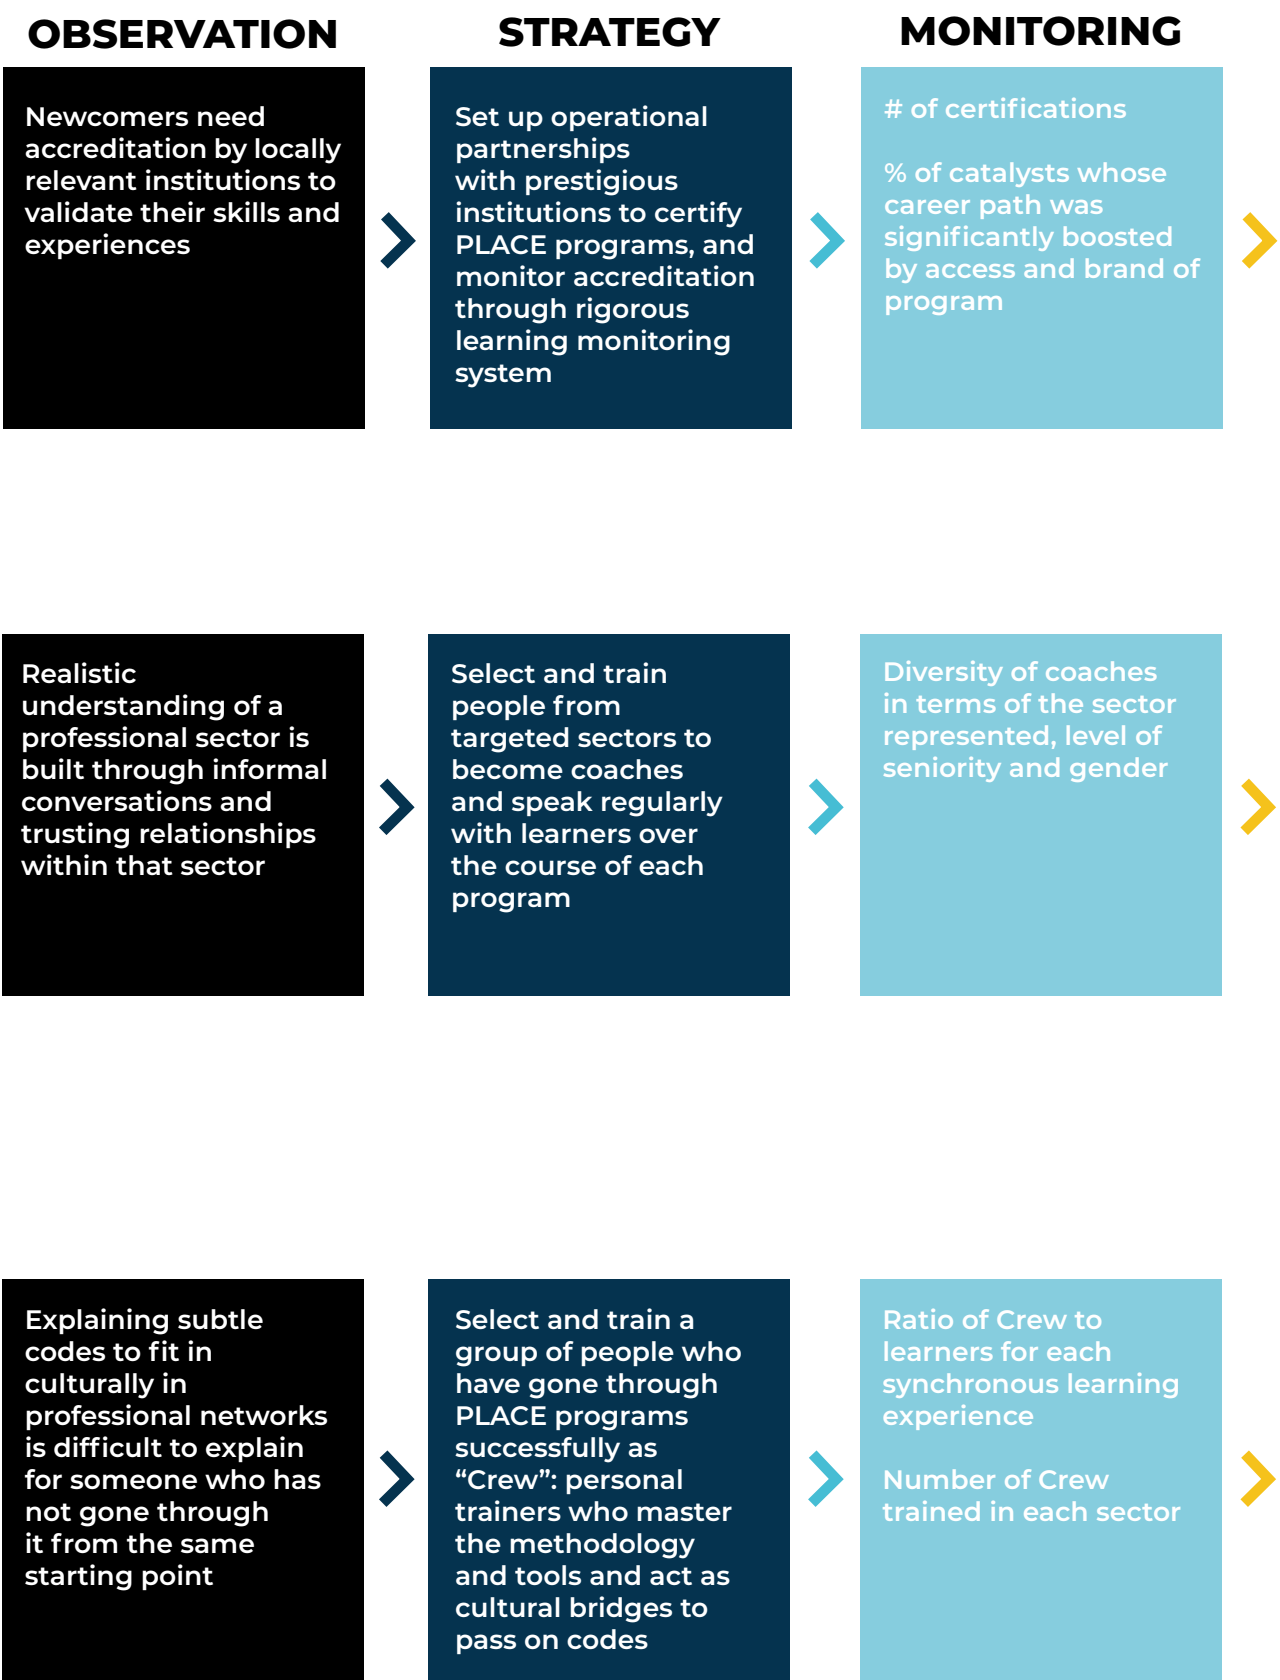 OBSERVATION
STRATEGY
MONITORING
Newcomers need
accreditation by locally
relevant institutions to
validate their skills and
experiences
Set up operational
partnerships
with prestigious
institutions to certify
PLACE programs, and
monitor accreditation
through rigorous
learning monitoring
system
# of certifications
% of catalysts whose
career path was
significantly boosted
by access and brand of
program
Realistic
understanding of a
professional sector is
built through informal
conversations and
trusting relationships
within that sector
Select and train
people from
targeted sectors to
become coaches
and speak regularly
with learners over
the course of each
program
Diversity of coaches
in terms of the sector
represented, level of
seniority and gender
Explaining subtle
codes to fit in
culturally in
professional networks
is difficult to explain
for someone who has
not gone through
it from the same
starting point
Select and train a
group of people who
have gone through
PLACE programs
successfully as
“Crew”: personal
trainers who master
the methodology
and tools and act as
cultural bridges to
pass on codes
Ratio of Crew to
learners for each
synchronous learning
experience
Number of Crew
trained in each sector